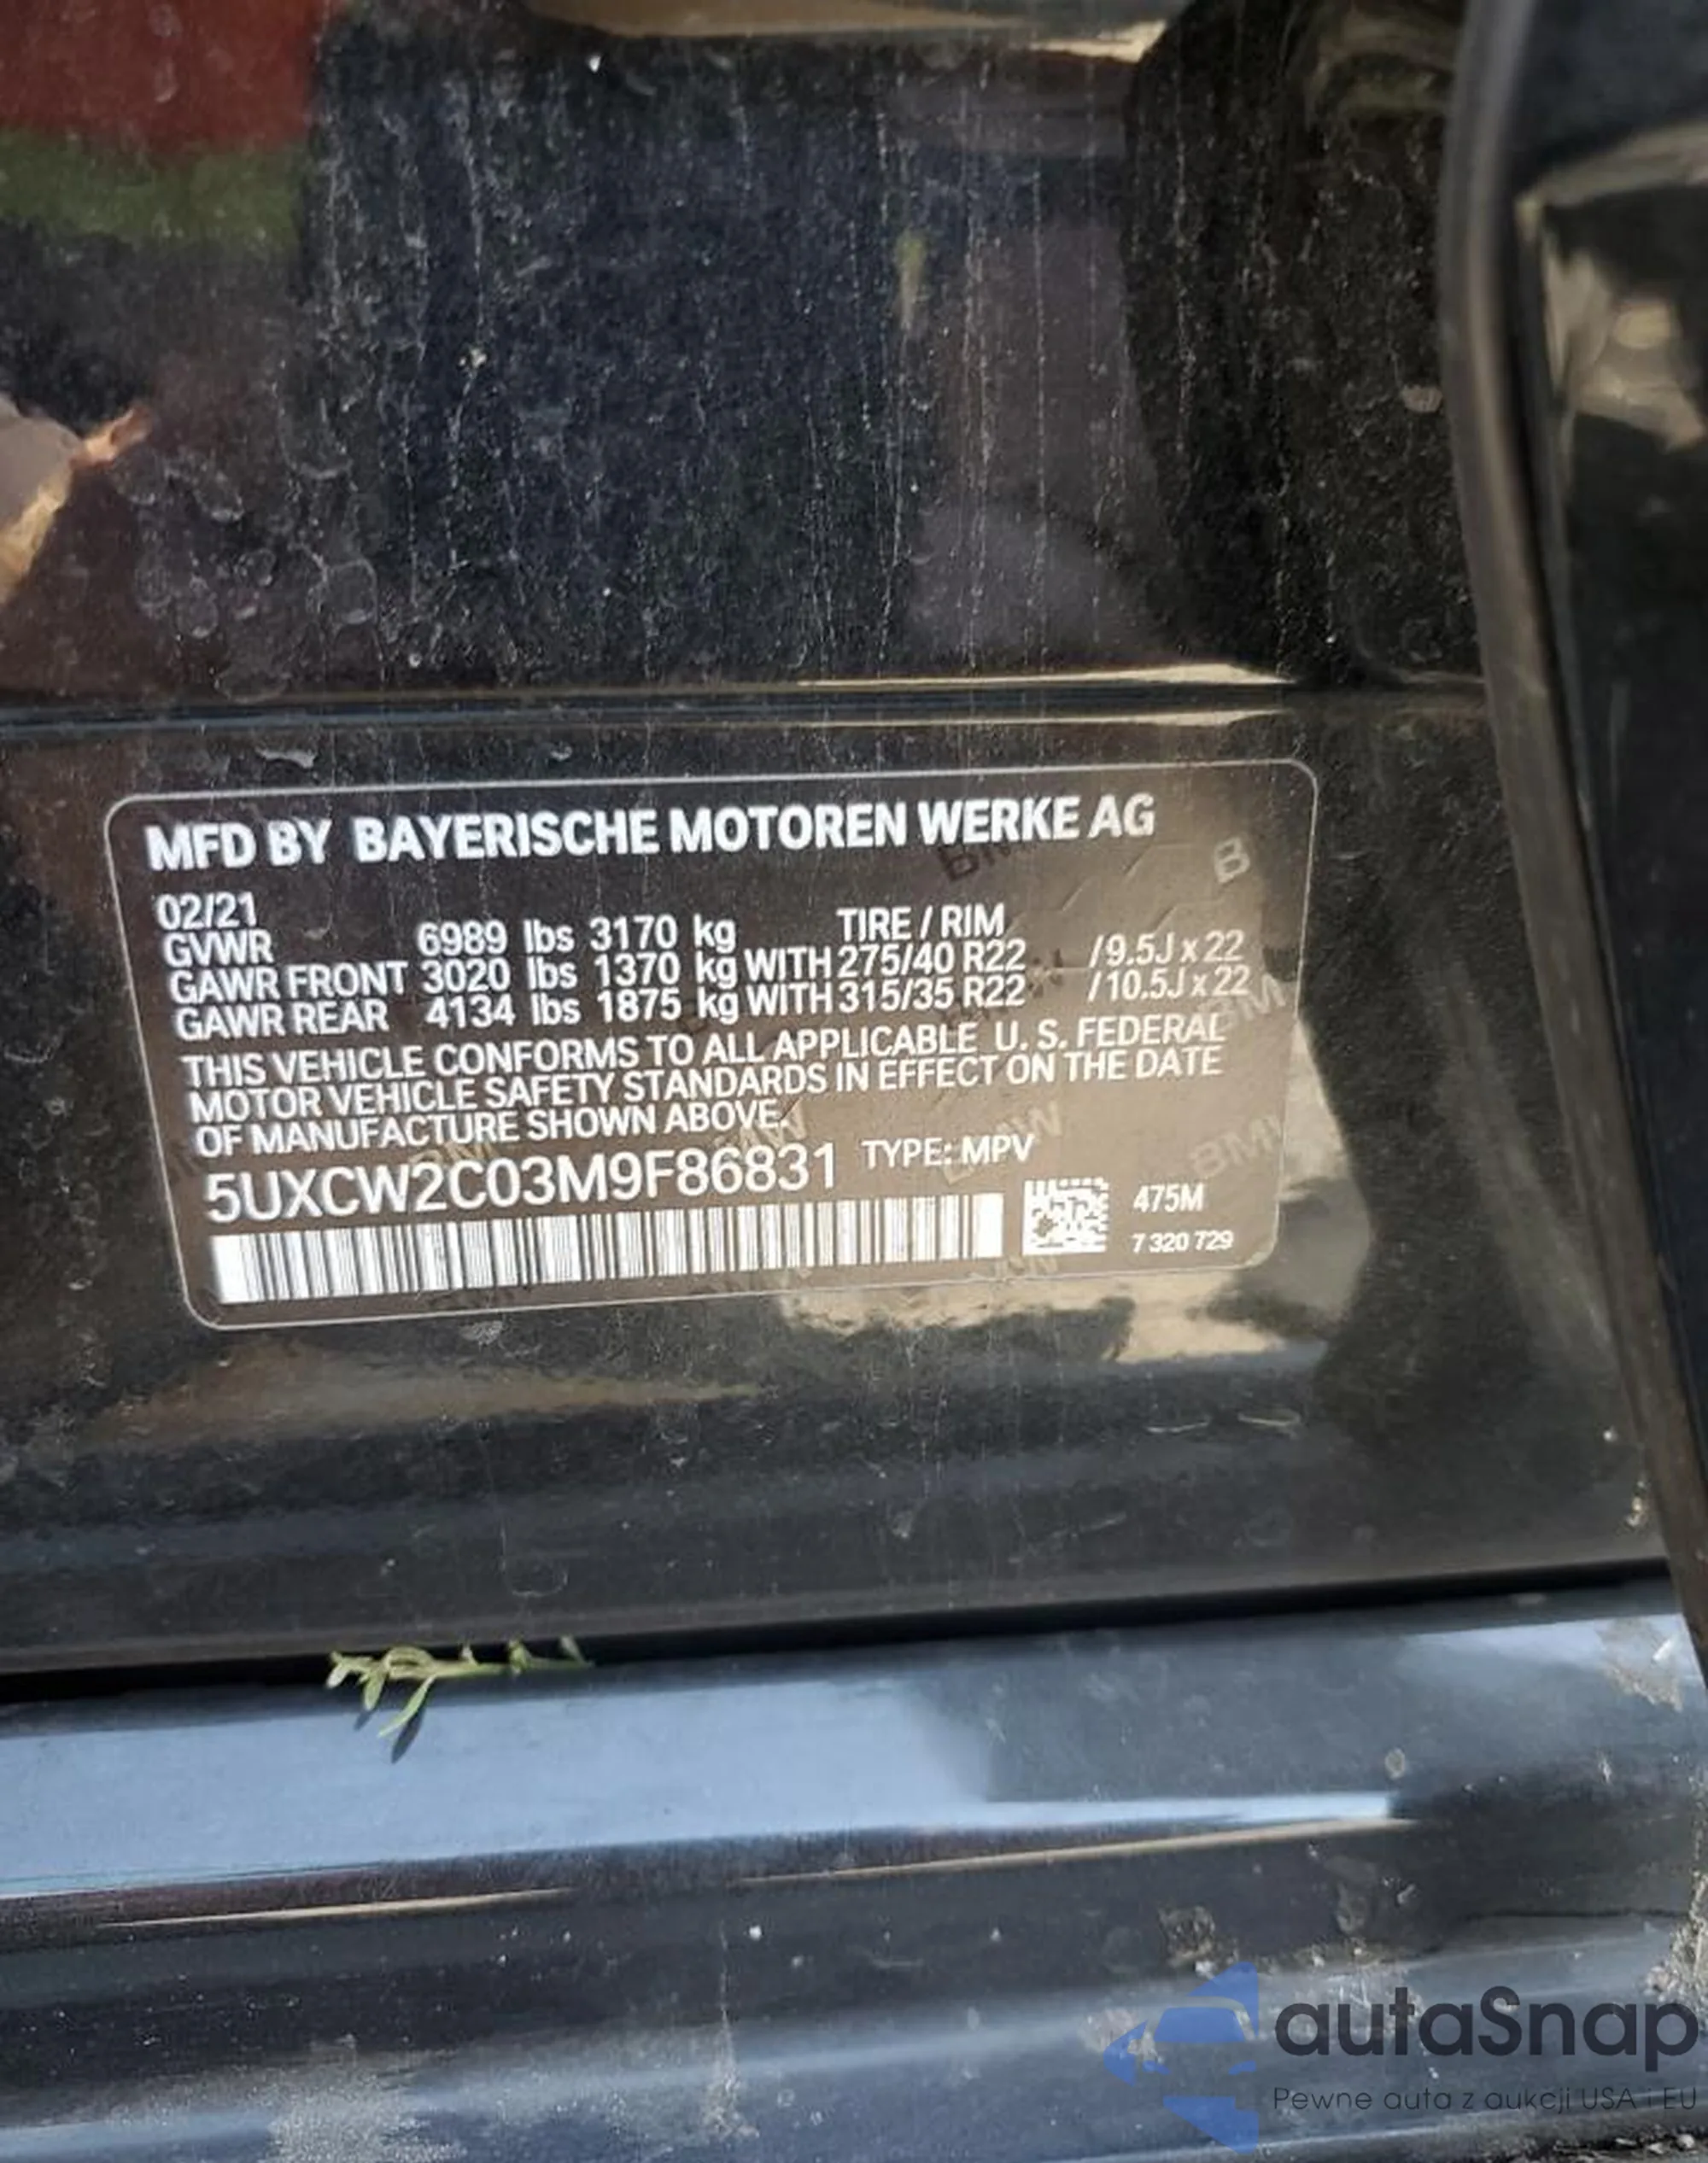 MFD BY BAYERISCHE MOTOREN WERKE AG
02/21
GVWR 6989 lbs 3170 kg TIRE / RIM
GAWR FRONT 3020 lbs 1370 kg WITH 275/40 R22 /9.5J x 22
GAWR REAR 4134 lbs 1875 kg WITH 315/35 R22 /10.5J x 22
THIS VEHICLE CONFORMS TO ALL APPLICABLE U. S. FEDERAL
MOTOR VEHICLE SAFETY STANDARDS IN EFFECT ON THE DATE
OF MANUFACTURE SHOWN ABOVE.
5UXCW2C03M9F86831 TYPE: MPV
475M
7 320 729
autaSnap
Pewne auta z aukcji USA i EU